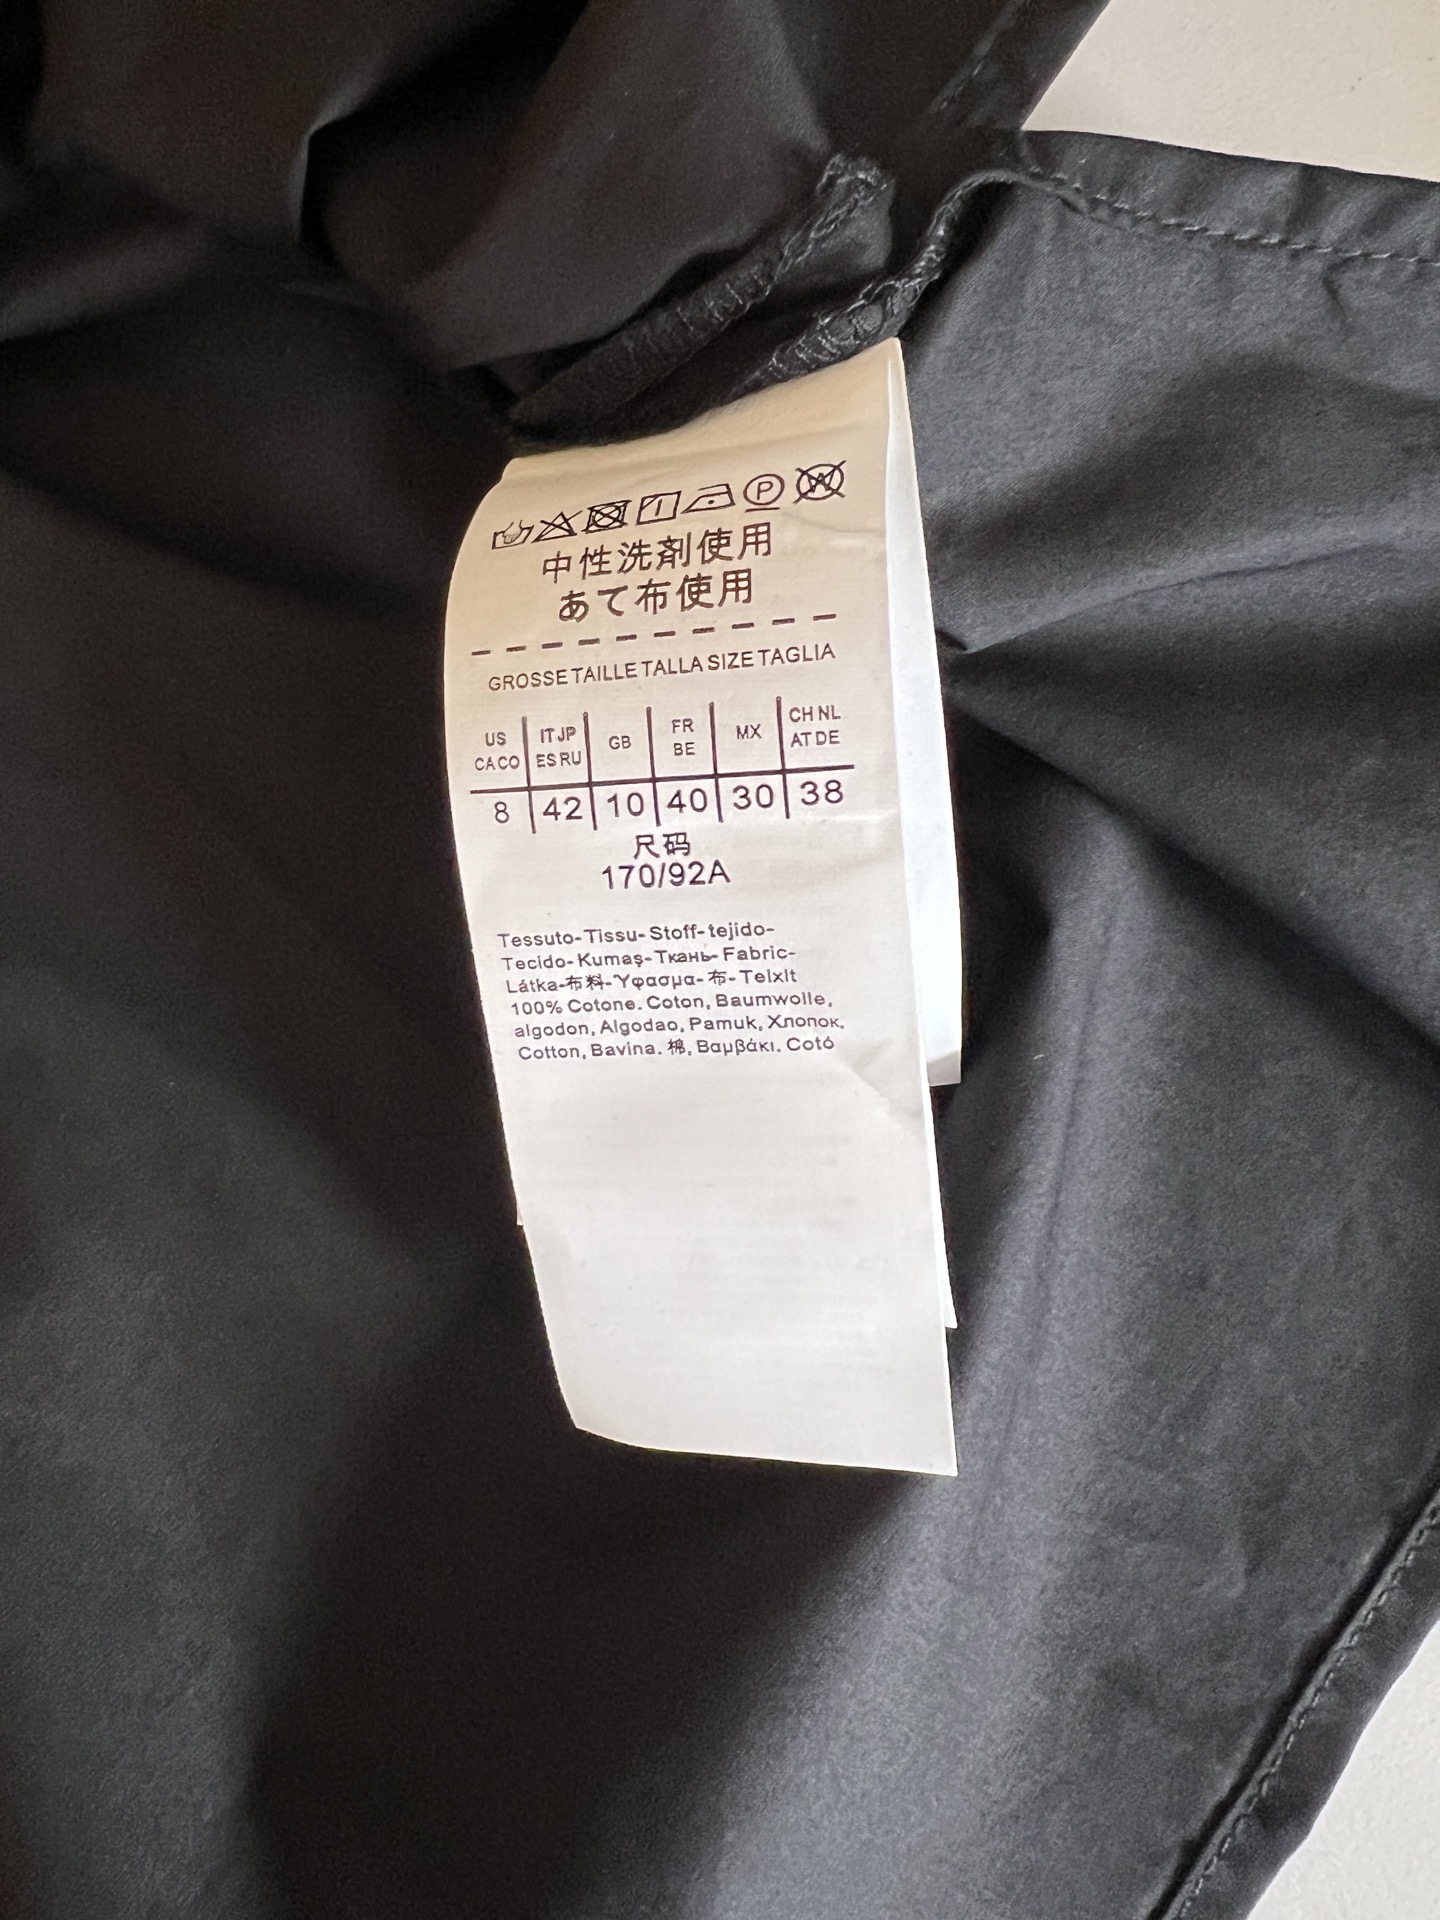 P W
中性洗剤使用
あて布使用
GROSSE TAILLE TALLA SIZE TAGLIA
US CA CO IT JP ES RU GB FR BE MX CH NL AT DE
8 42 10 40 30 38
尺码
170/92A
Tessuto-Tissu-Stoff-tejido-
Tecido-Kumaş-Ткань-Fabric-
Látka-布料-Ύφασμα-布-Telxlt
100% Cotone. Coton, Baumwolle,
algodon, Algodao, Pamuk, Хлопок,
Cotton, Bavina. 棉, Βαμβάκι. Cotó